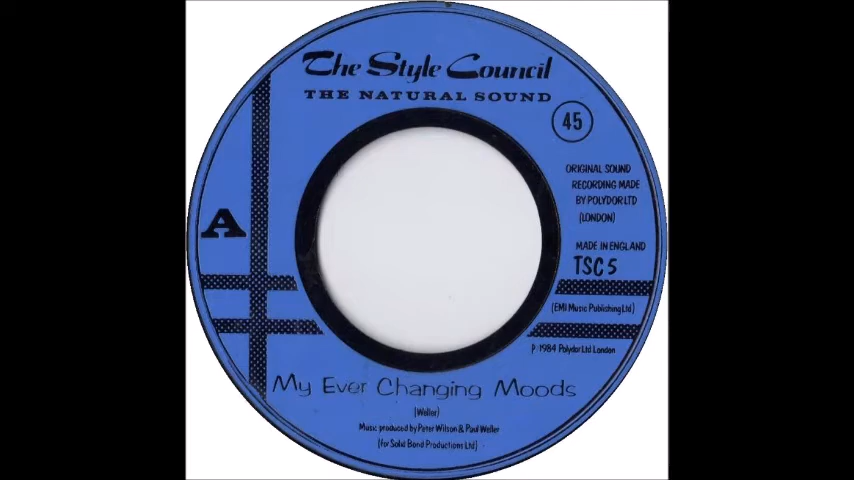 The Style Council
THE NATURAL SOUND
45
ORIGINAL SOUND
RECORDING MADE
BY POLYDOR LTD
(LONDON)
A
MADE IN ENGLAND
TSC 5
(EMI Music Publishing Ltd)
℗ 1984 Polydor Ltd London
My Ever Changing Moods
(Weller)
Music produced by Peter Wilson & Paul Weller
(for Solid Bond Productions Ltd)